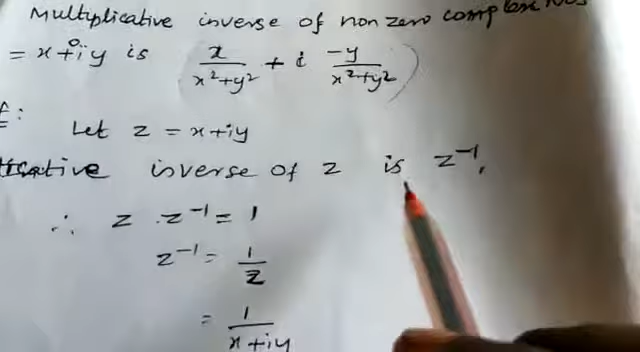 Multiplicative inverse of non zero complex
= x+iy is (x/(x²+y²) + i -y/(x²+y²))
Let z = x+iy
inverse of z is z⁻¹.
∴ z . z⁻¹ = 1
z⁻¹ = 1/z
= 1/(x+iy)